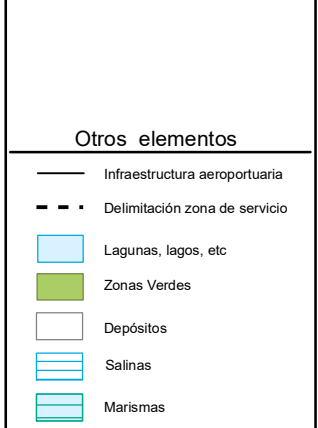 Otros elementos
Infraestructura aeroportuaria
Delimitación zona de servicio
Lagunas, lagos, etc
Zonas Verdes
Depósitos
Salinas
Marismas